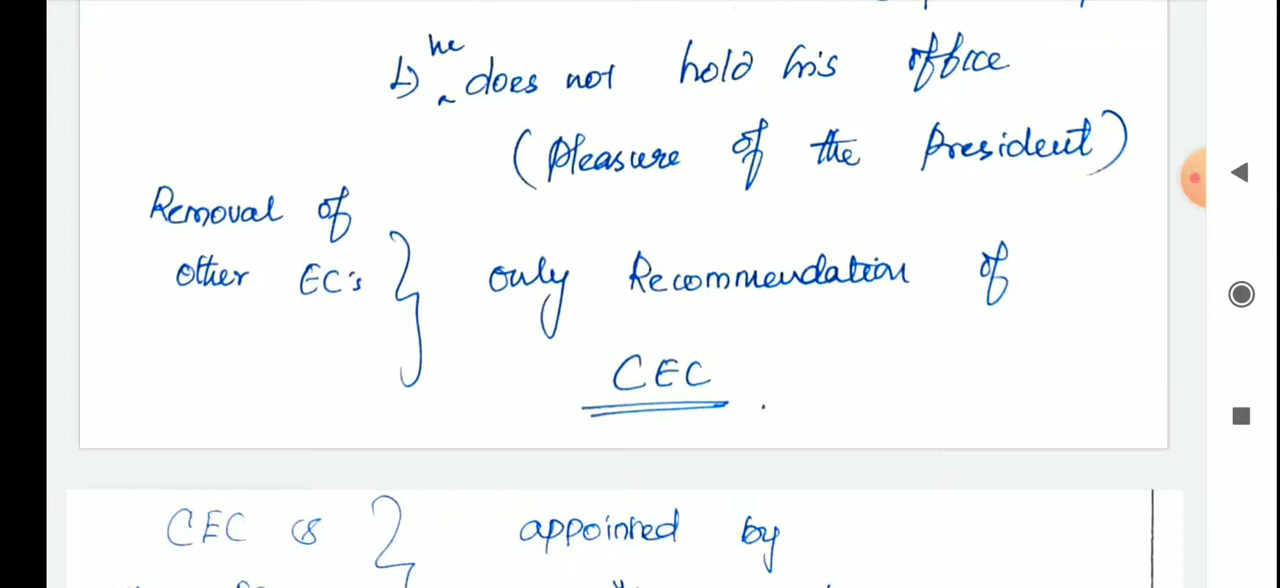 he
↳ ^ does not hold his office
(pleasure of the president)
Removal of
other EC's } only Recommendation of
CEC .
CEC & } appointed by